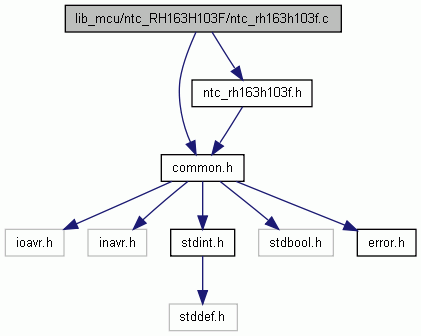 lib_mcu/ntc_RH163H103F/ntc_rh163h103f.c
ntc_rh163h103f.h
common.h
ioavr.h
inavr.h
stdint.h
stdbool.h
error.h
stddef.h